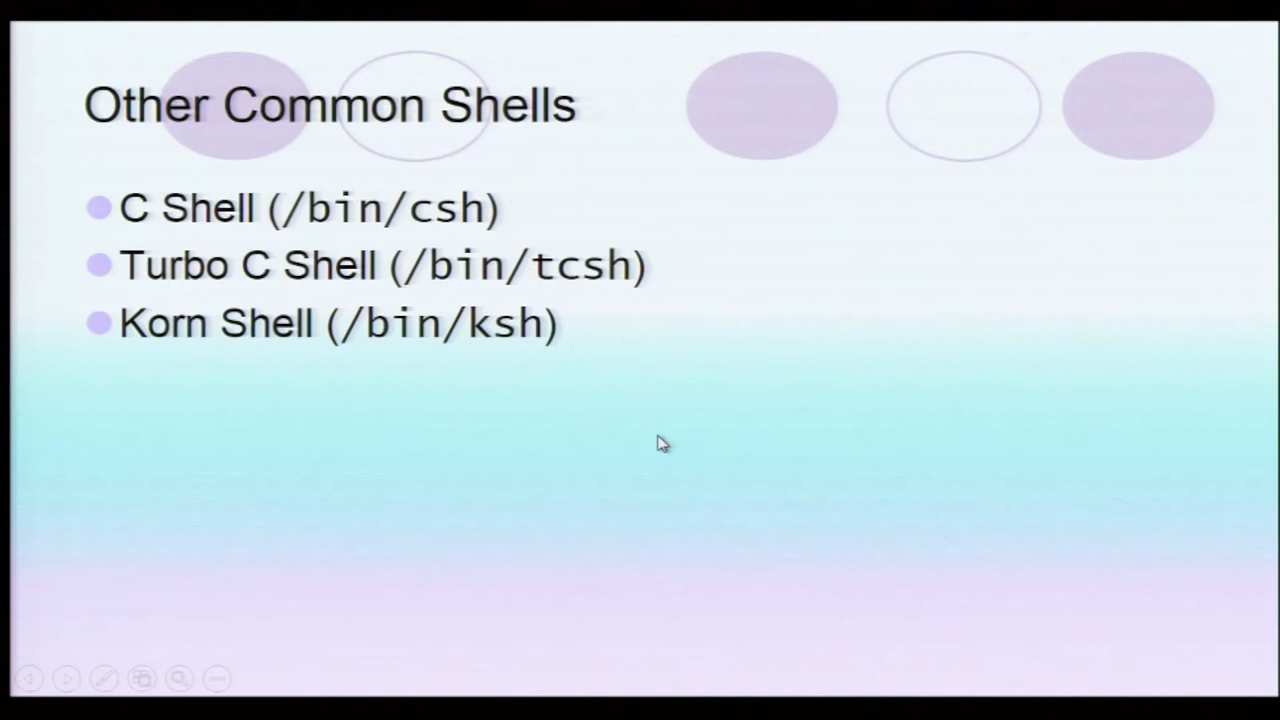 Other Common Shells
C Shell (/bin/csh)
Turbo C Shell (/bin/tcsh)
Korn Shell (/bin/ksh)